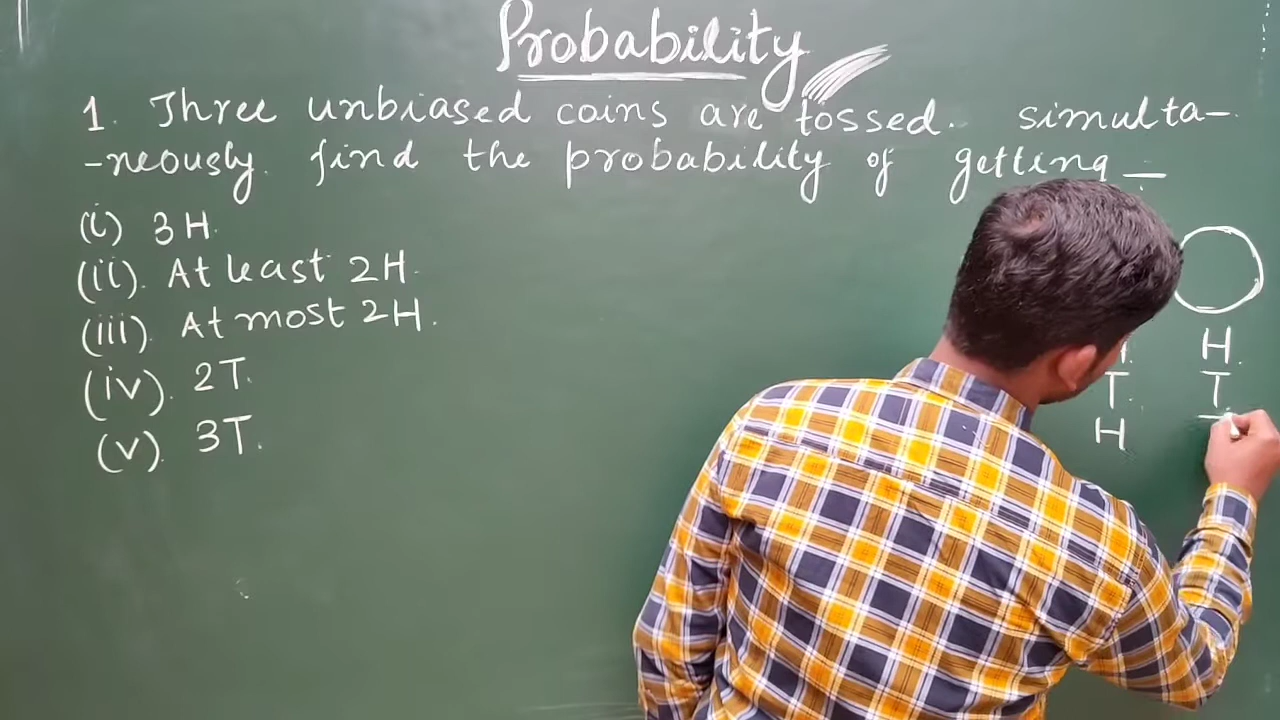 Probability
1. Three unbiased coins are tossed. simulta-
-neously. find the probability of getting -
(i) 3H.
(ii). At least 2H.
(iii). At most 2H.
(iv). 2T.
(v). 3T.
H.
T. T
H